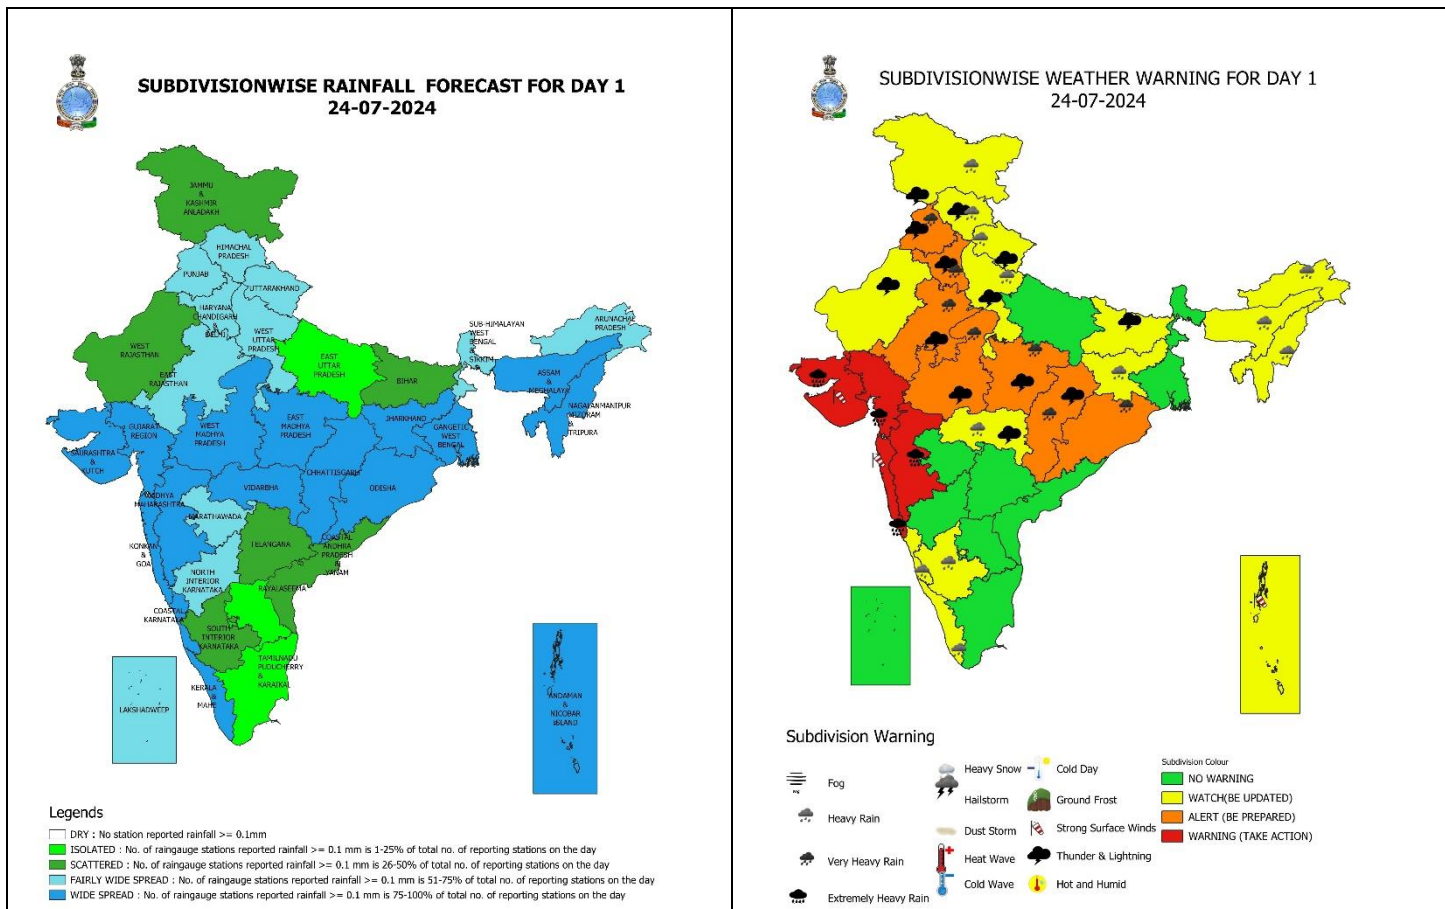 SUBDIVISIONWISE RAINFALL FORECAST FOR DAY 1
24-07-2024
JAMMU
&
KASHMIR
ANLADAKH
HIMACHAL
PRADESH
PUNJAB
UTTARAKHAND
HARYANA
CHANDIGARH
&
DELHI
WEST
UTTAR
PRADESH
WEST
RAJASTHAN
EAST
RAJASTHAN
EAST
UTTAR
PRADESH
BIHAR
SUB-HIMALAYAN
WEST
BENGAL
&
SIKKIM
ARUNACHAL
PRADESH
ASSAM
&
MEGHALAYA
NAGALANMANIPUR
MIZORAM
&
TRIPURA
JHARKHAND
GANGETIC
WEST
BENGAL
GUJARAT
REGION
SAURASHTRA
&
KUTCH
WEST
MADHYA
PRADESH
EAST
MADHYA
PRADESH
CHHATTISGARH
ODISHA
VIDARBHA
MADHYA
MAHARASHTRA
MARATHAWADA
KONKAN
&
GOA
TELANGANA
COASTAL
ANDHRA
PRADESH
&
YANAM
NORTH
INTERIOR
KARNATAKA
RAYALASEEMA
COASTAL
KARNATAKA
SOUTH
INTERIOR
KARNATAKA
TAMILNADU
PUDUCHERRY
&
KARAIKAL
KERALA
&
MAHE
LAKSHADWEEP
ANDAMAN
&
NICOBAR
ISLAND
Legends
DRY : No station reported rainfall >= 0.1mm
ISOLATED : No. of raingauge stations reported rainfall >= 0.1 mm is 1-25% of total no. of reporting stations on the day
SCATTERED : No. of raingauge stations reported rainfall >= 0.1 mm is 26-50% of total no. of reporting stations on the day
FAIRLY WIDE SPREAD : No. of raingauge stations reported rainfall >= 0.1 mm is 51-75% of total no. of reporting stations on the day
WIDE SPREAD : No. of raingauge stations reported rainfall >= 0.1 mm is 75-100% of total no. of reporting stations on the day
SUBDIVISIONWISE WEATHER WARNING FOR DAY 1
24-07-2024
Subdivision Warning
Fog
Heavy Rain
Very Heavy Rain
Extremely Heavy Rain
Heavy Snow
Hailstorm
Dust Storm
Heat Wave
Cold Wave
Cold Day
Ground Frost
Strong Surface Winds
Thunder & Lightning
Hot and Humid
Subdivision Colour
NO WARNING
WATCH(BE UPDATED)
ALERT (BE PREPARED)
WARNING (TAKE ACTION)